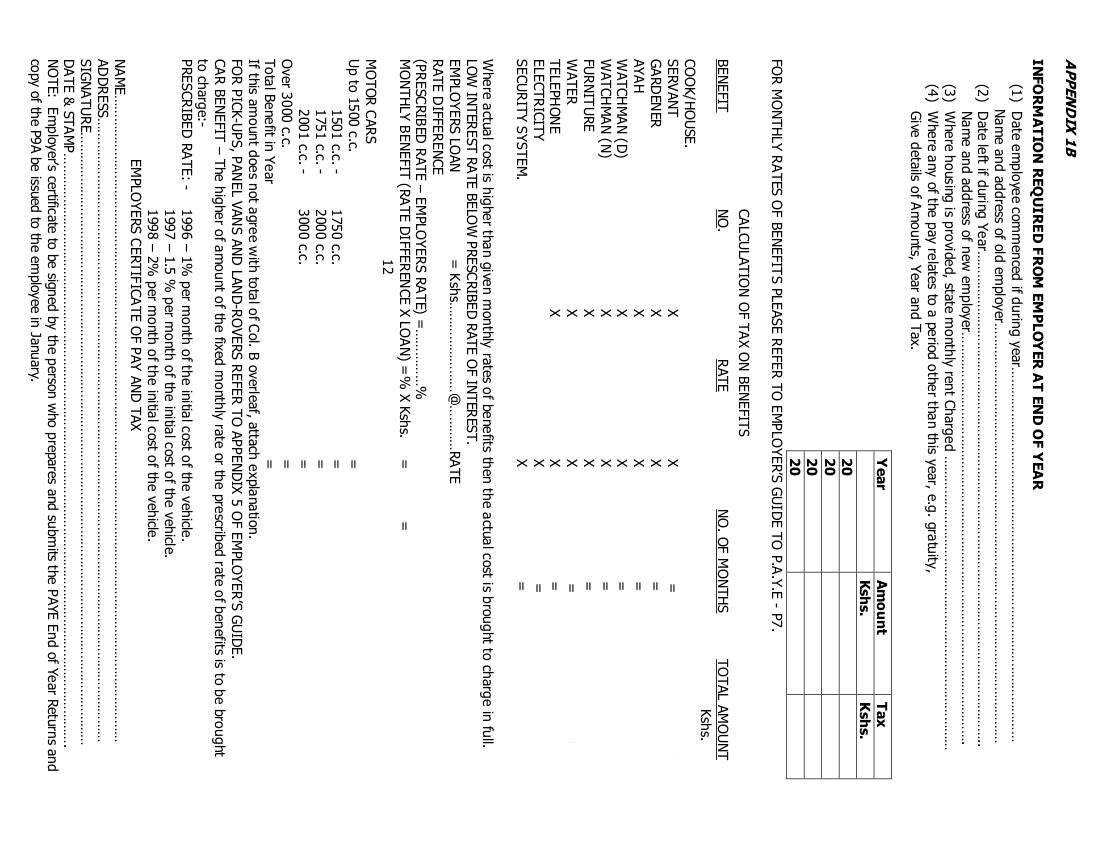 APPENDIX 1B
INFORMATION REQUIRED FROM EMPLOYER AT END OF YEAR
(1) Date employee commenced if during year......................................................................................
Name and address of old employer......................................................................................
(2) Date left if during Year......................................................................................
Name and address of new employer......................................................................................
(3) Where housing is provided, state monthly rent Charged ......................................................................................
(4) Where any of the pay relates to a period other than this year, e.g. gratuity,
Give details of Amounts, Year and Tax.
Year Amount Tax
Kshs. Kshs.
20
20
20
20
FOR MONTHLY RATES OF BENEFITS PLEASE REFER TO EMPLOYER'S GUIDE TO P.A.Y.E - P7.
CALCULATION OF TAX ON BENEFITS
BENEFIT NO. RATE NO. OF MONTHS TOTAL AMOUNT
Kshs.
COOK/HOUSE.
SERVANT X X =
GARDENER X X =
AYAH X X =
WATCHMAN (D) X X =
WATCHMAN (N) X X =
FURNITURE X X =
WATER X X =
TELEPHONE X X =
ELECTRICITY X =
SECURITY SYSTEM. X =
Where actual cost is higher than given monthly rates of benefits then the actual cost is brought to charge in full.
LOW INTEREST RATE BELOW PRESCRIBED RATE OF INTEREST.
EMPLOYERS LOAN = Kshs......................@.............RATE
RATE DIFFERENCE
(PRESCRIBED RATE – EMPLOYERS RATE) =.............%
MONTHLY BENEFIT (RATE DIFFERENCE X LOAN) =% X Kshs. = =
12
MOTOR CARS
Up to 1500 c.c. =
1501 c.c. - 1750 c.c. =
1751 c.c. - 2000 c.c. =
2001 c.c. - 3000 c.c. =
Over 3000 c.c. =
Total Benefit in Year =
If this amount does not agree with total of Col. B overleaf, attach explanation.
FOR PICK-UPS, PANEL VANS AND LAND-ROVERS REFER TO APPENDIX 5 OF EMPLOYER'S GUIDE.
CAR BENEFIT – The higher of amount of the fixed monthly rate or the prescribed rate of benefits is to be brought
to charge:-
PRESCRIBED RATE: - 1996 – 1% per month of the initial cost of the vehicle.
1997 – 1.5 % per month of the initial cost of the vehicle.
1998 – 2% per month of the initial cost of the vehicle.
EMPLOYERS CERTIFICATE OF PAY AND TAX
NAME......................................................................................
ADDRESS......................................................................................
SIGNATURE......................................................................................
DATE & STAMP......................................................................................
NOTE: Employer's certificate to be signed by the person who prepares and submits the PAYE End of Year Returns and
copy of the P9A be issued to the employee in January.